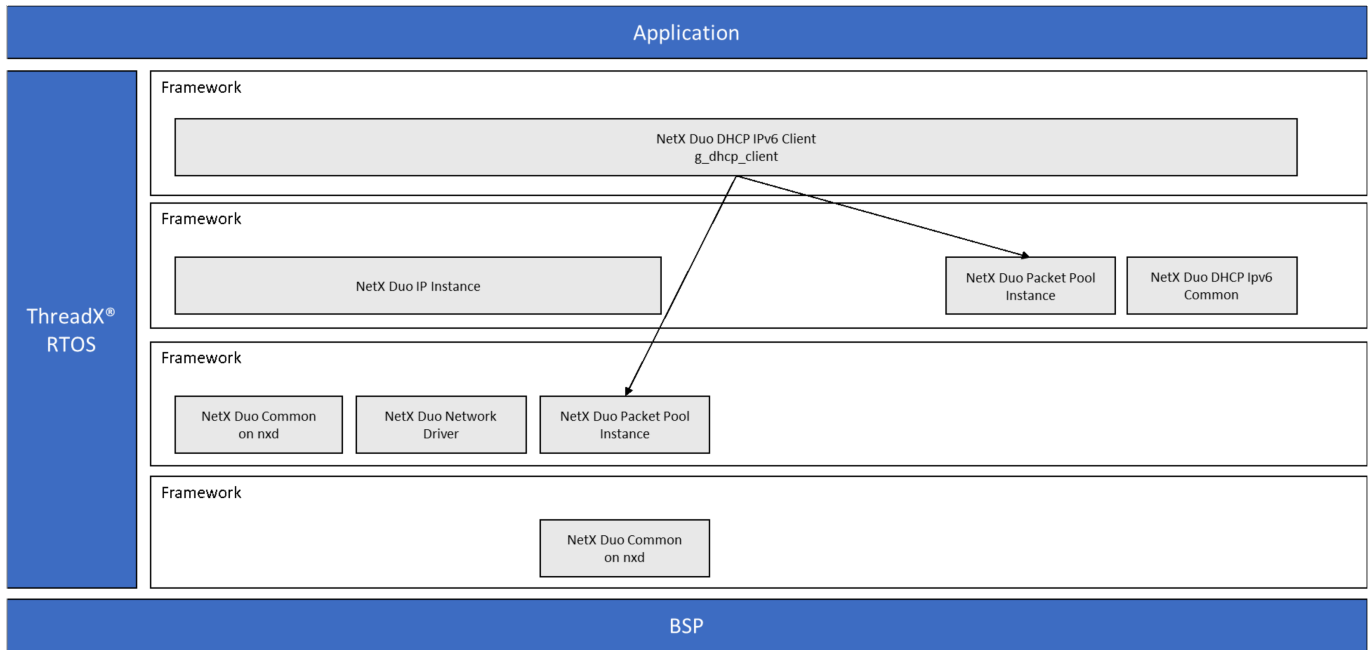 Application
ThreadX®
RTOS
Framework
NetX Duo DHCP IPv6 Client
g_dhcp_client
Framework
NetX Duo IP Instance
NetX Duo Packet Pool
Instance
NetX Duo DHCP Ipv6
Common
Framework
NetX Duo Common
on nxd
NetX Duo Network
Driver
NetX Duo Packet Pool
Instance
Framework
NetX Duo Common
on nxd
BSP